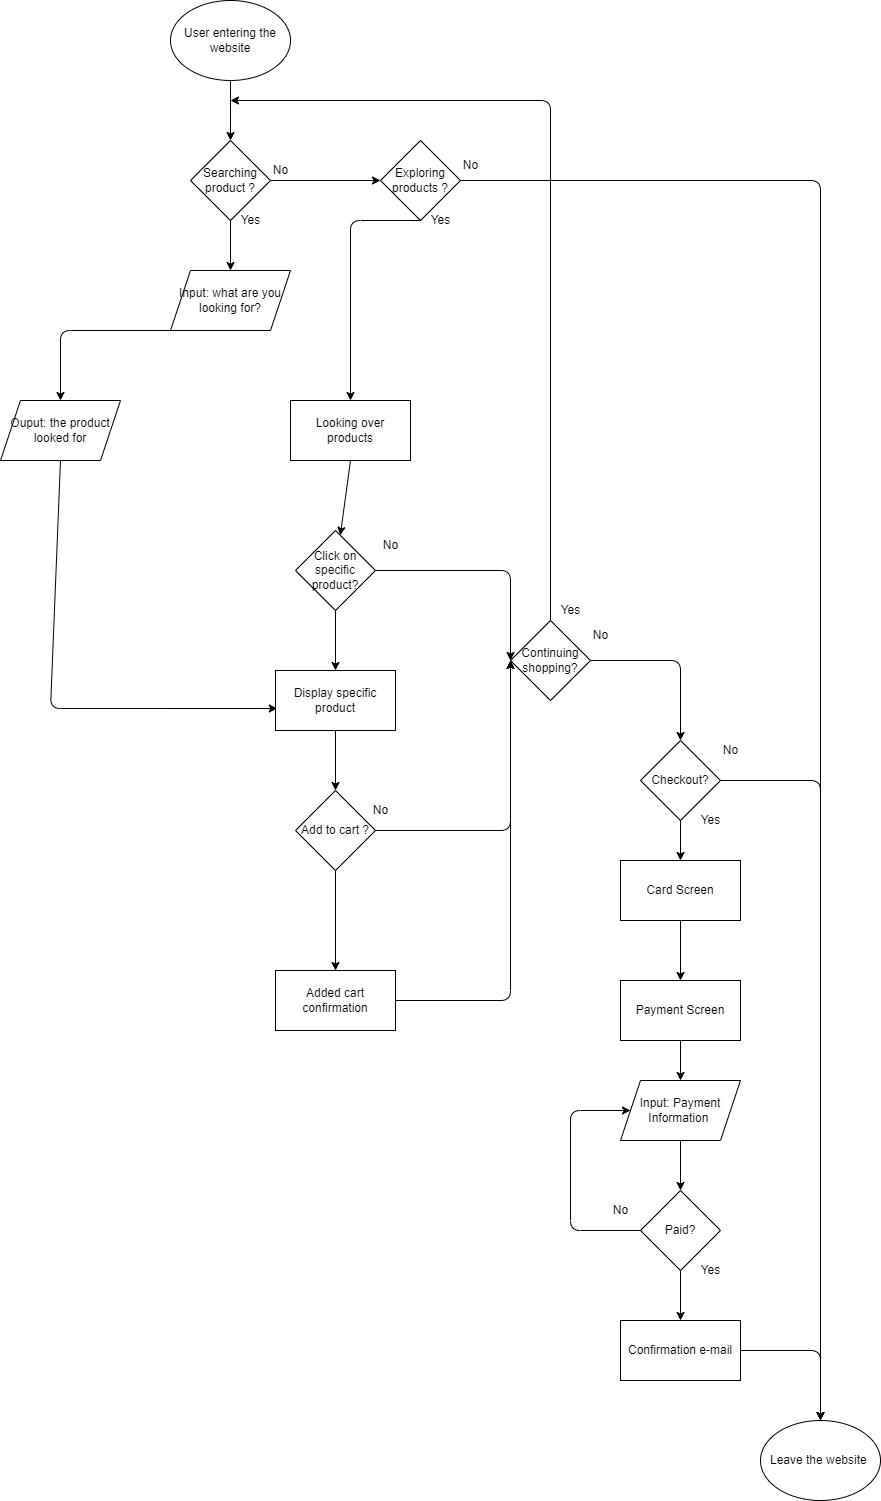 User entering the
website
Searching
product ?
No
Exploring
products ?
No
Yes
Yes
Input: what are you
looking for?
Ouput: the product
looked for
Looking over
products
Click on
specific
product?
No
Yes
Continuing
shopping?
No
Display specific
product
Checkout?
No
Yes
Add to cart ?
No
Card Screen
Added cart
confirmation
Payment Screen
Input: Payment
Information
No
Paid?
Yes
Confirmation e-mail
Leave the website